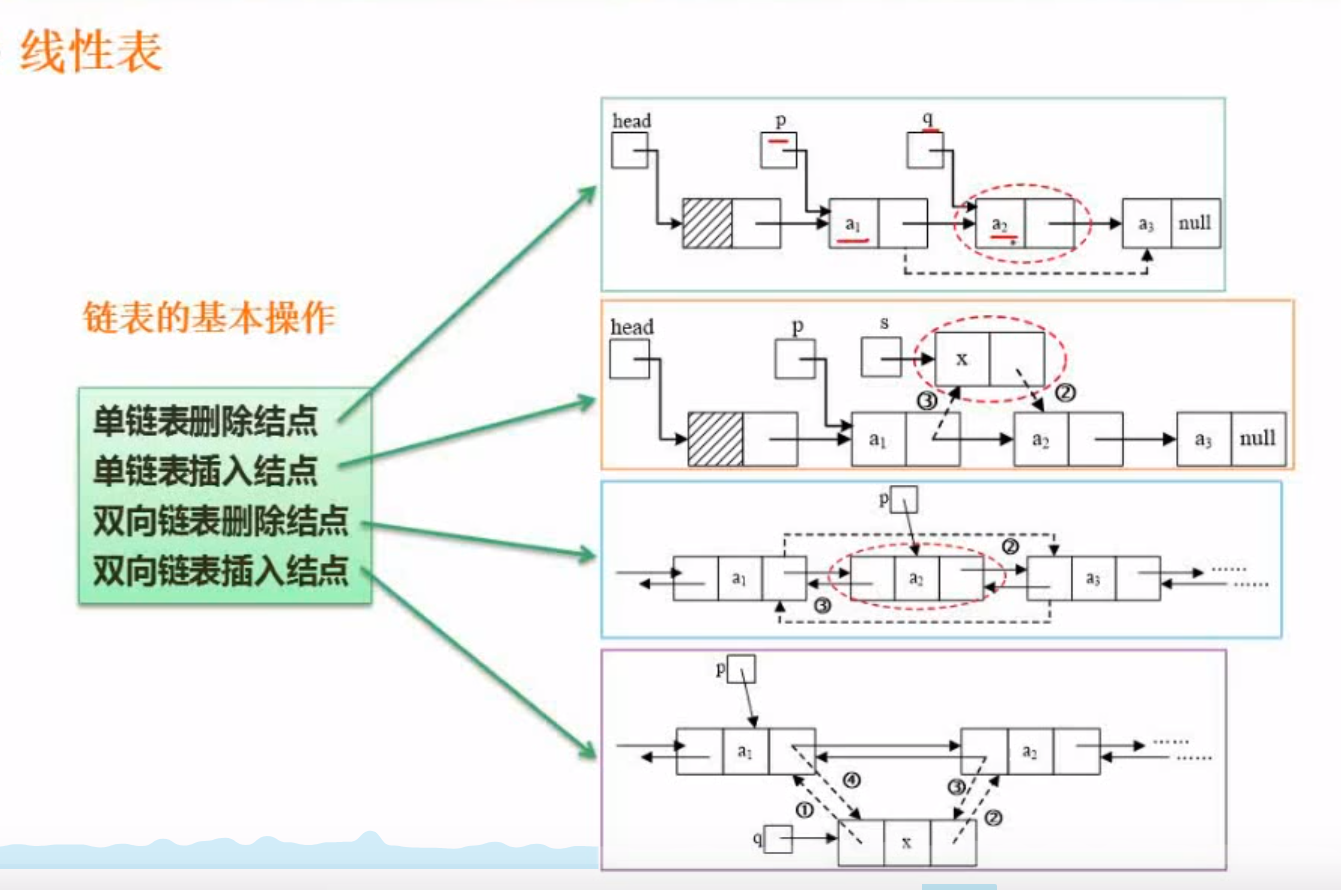 线性表
链表的基本操作
单链表删除结点
单链表插入结点
双向链表删除结点
双向链表插入结点
head p q
a₁ a₂ a₃ null
head p s
x
③ ②
a₁ a₂ a₃ null
p
②
a₁ a₂ a₃ ……
……
③
p
a₁ a₂ ……
……
④ ③
① ②
q x